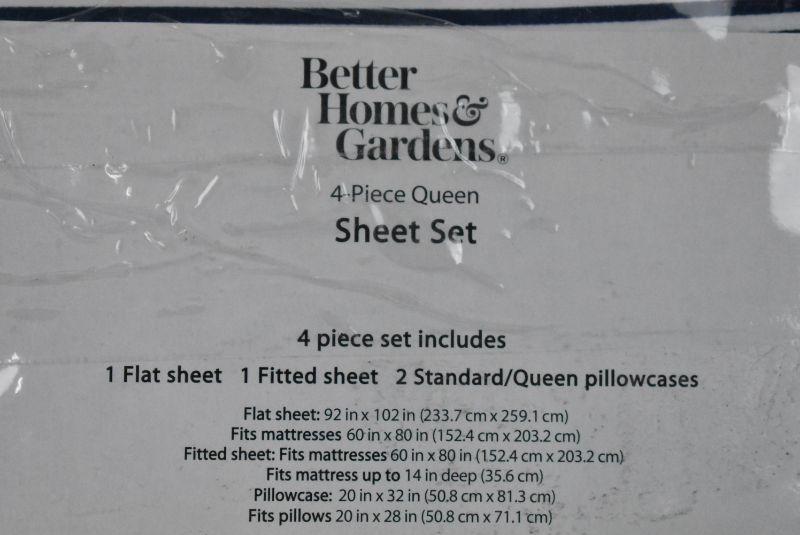 Better
Homes&
Gardens®
4-Piece Queen
Sheet Set
4 piece set includes
1 Flat sheet 1 Fitted sheet 2 Standard/Queen pillowcases
Flat sheet: 92 in x 102 in (233.7 cm x 259.1 cm)
Fits mattresses 60 in x 80 in (152.4 cm x 203.2 cm)
Fitted sheet: Fits mattresses 60 in x 80 in (152.4 cm x 203.2 cm)
Fits mattress up to 14 in deep (35.6 cm)
Pillowcase: 20 in x 32 in (50.8 cm x 81.3 cm)
Fits pillows 20 in x 28 in (50.8 cm x 71.1 cm)